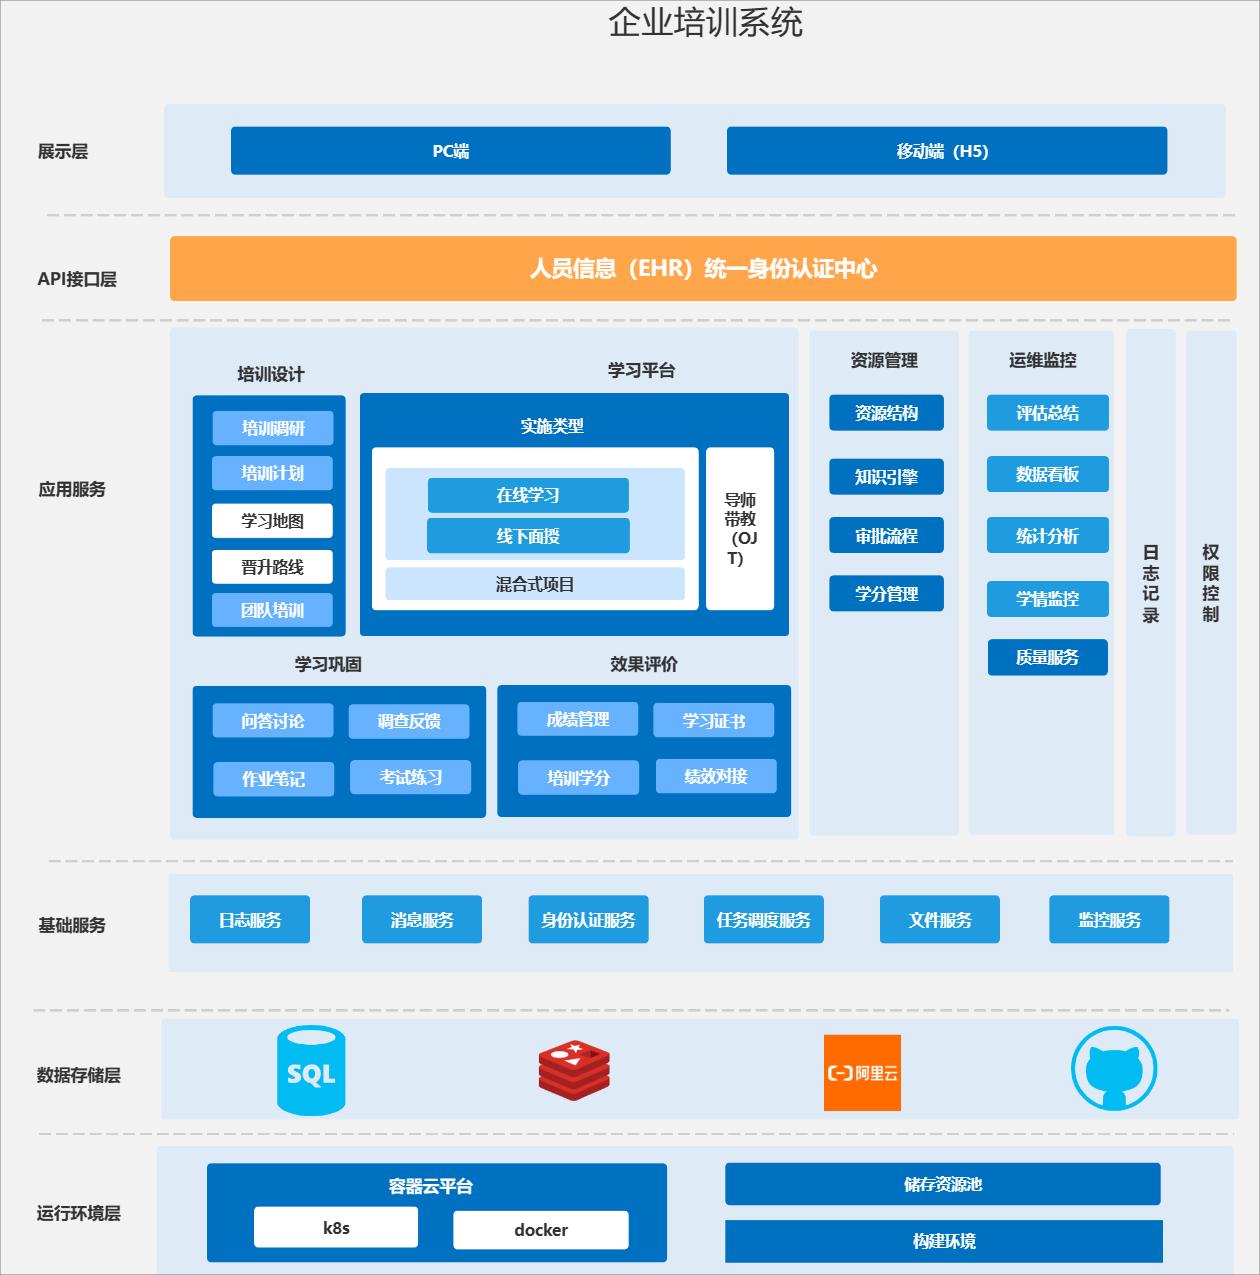 企业培训系统
展示层
PC端
移动端（H5）
API接口层
人员信息（EHR）统一身份认证中心
应用服务
培训设计
培训调研
培训计划
学习地图
晋升路线
团队培训
学习平台
实施类型
在线学习
线下面授
混合式项目
导师
带教
（OJ
T）
学习巩固
问答讨论
调查反馈
作业笔记
考试练习
效果评价
成绩管理
学习证书
培训学分
绩效对接
资源管理
资源结构
知识引擎
审批流程
学分管理
运维监控
评估总结
数据看板
统计分析
学情监控
质量服务
日志记录
权限控制
基础服务
日志服务
消息服务
身份认证服务
任务调度服务
文件服务
监控服务
数据存储层
SQL
阿里云
运行环境层
容器云平台
k8s
docker
储存资源池
构建环境